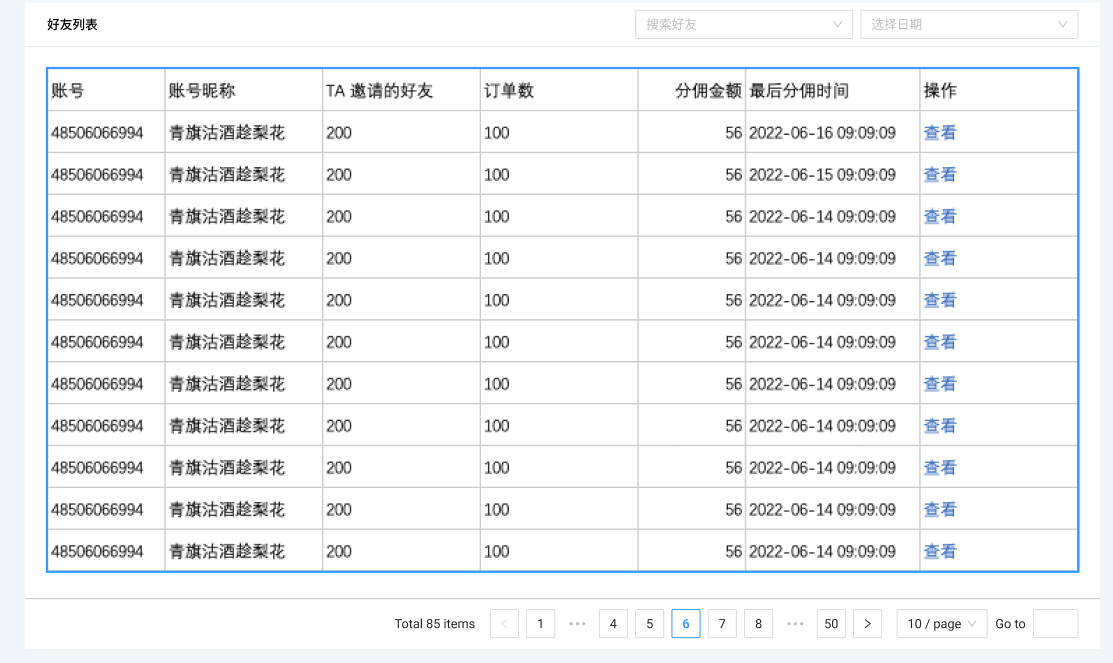 好友列表 搜索好友 选择日期
账号 账号昵称 TA 邀请的好友 订单数 分佣金额 最后分佣时间 操作
48506066994 青旗沽酒趁梨花 200 100 56 2022-06-16 09:09:09 查看
48506066994 青旗沽酒趁梨花 200 100 56 2022-06-15 09:09:09 查看
48506066994 青旗沽酒趁梨花 200 100 56 2022-06-14 09:09:09 查看
48506066994 青旗沽酒趁梨花 200 100 56 2022-06-14 09:09:09 查看
48506066994 青旗沽酒趁梨花 200 100 56 2022-06-14 09:09:09 查看
48506066994 青旗沽酒趁梨花 200 100 56 2022-06-14 09:09:09 查看
48506066994 青旗沽酒趁梨花 200 100 56 2022-06-14 09:09:09 查看
48506066994 青旗沽酒趁梨花 200 100 56 2022-06-14 09:09:09 查看
48506066994 青旗沽酒趁梨花 200 100 56 2022-06-14 09:09:09 查看
48506066994 青旗沽酒趁梨花 200 100 56 2022-06-14 09:09:09 查看
48506066994 青旗沽酒趁梨花 200 100 56 2022-06-14 09:09:09 查看
Total 85 items < 1 ••• 4 5 6 7 8 ••• 50 > 10 / page Go to